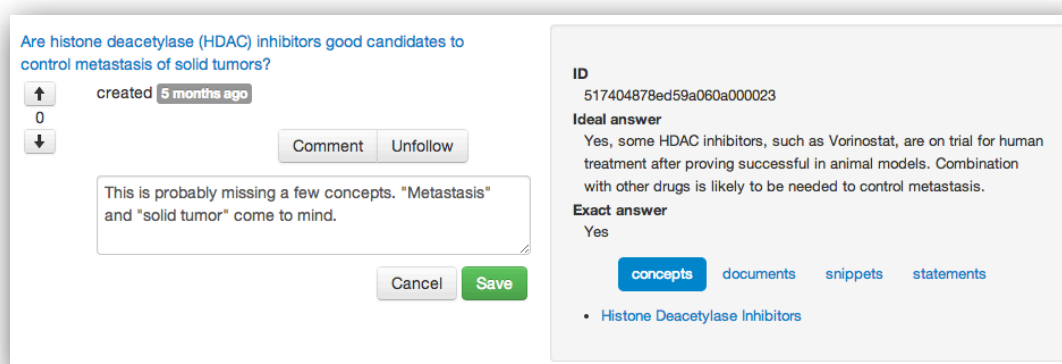 Are histone deacetylase (HDAC) inhibitors good candidates to
control metastasis of solid tumors?
created 5 months ago
0
Comment Unfollow
This is probably missing a few concepts. "Metastasis"
and "solid tumor" come to mind.
Cancel Save
ID
517404878ed59a060a000023
Ideal answer
Yes, some HDAC inhibitors, such as Vorinostat, are on trial for human
treatment after proving successful in animal models. Combination
with other drugs is likely to be needed to control metastasis.
Exact answer
Yes
concepts documents snippets statements
• Histone Deacetylase Inhibitors